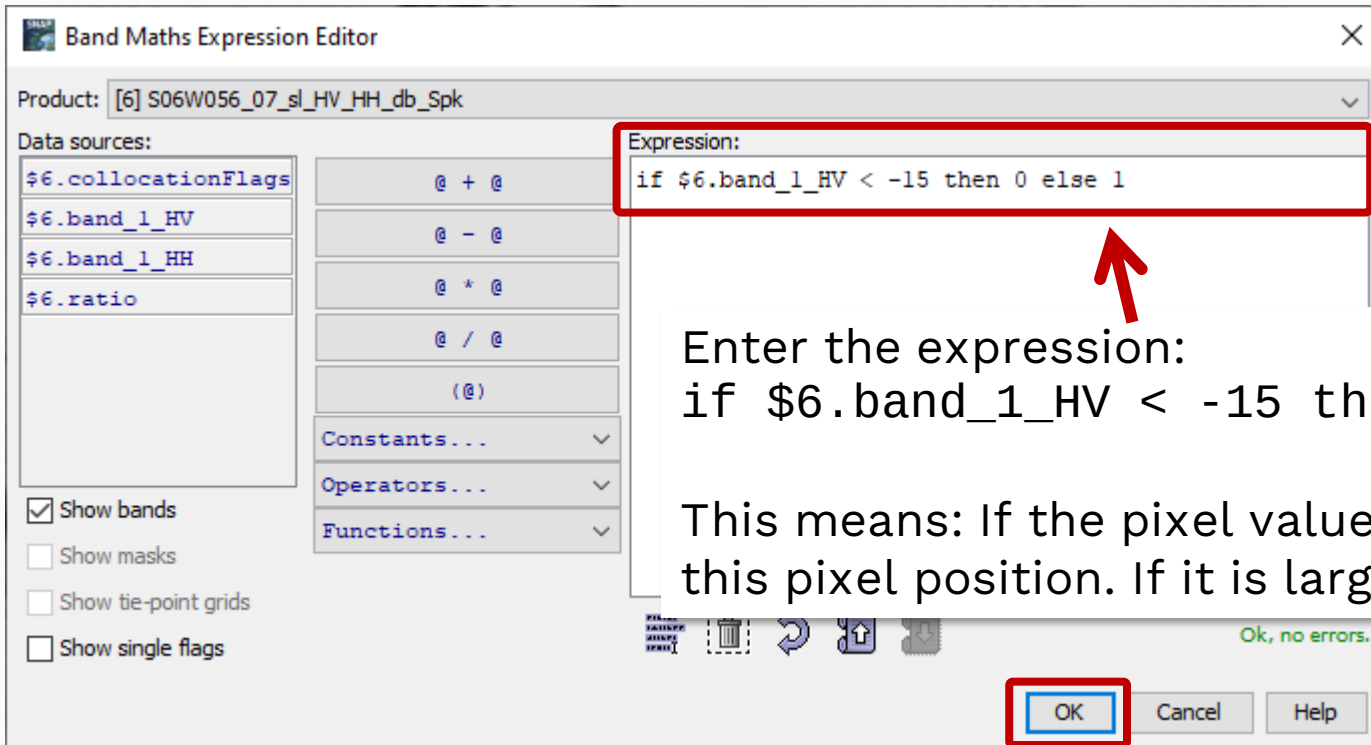 Band Maths Expression Editor
Product: [6] S06W056_07_sl_HV_HH_db_Spk
Data sources:
$6.collocationFlags
$6.band_1_HV
$6.band_1_HH
$6.ratio
Show bands
Show masks
Show tie-point grids
Show single flags
@ + @
@ - @
@ * @
@ / @
(@)
Constants...
Operators...
Functions...
Expression:
if $6.band_1_HV < -15 then 0 else 1
Enter the expression:
if $6.band_1_HV < -15 th
This means: If the pixel value
this pixel position. If it is larg
Ok, no errors.
OK Cancel Help